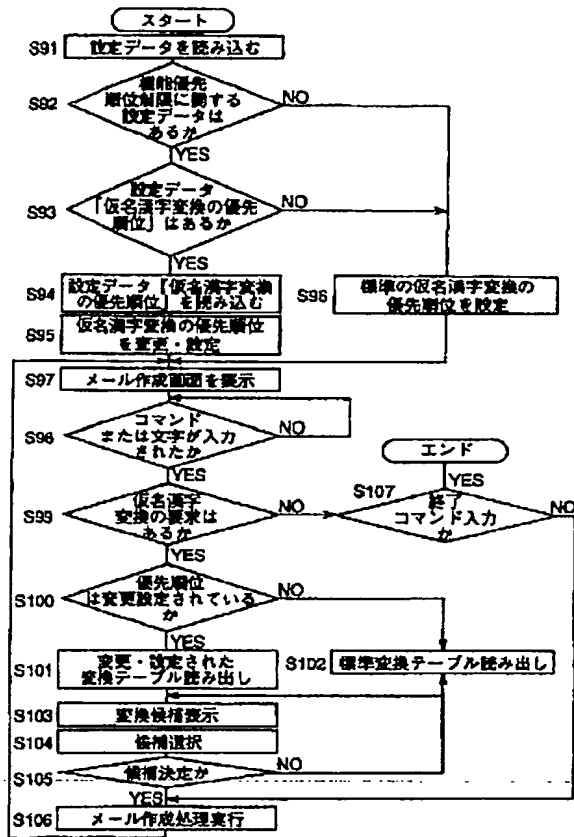 スタート
S91
設定データを読み込む
機能優先
順位制限に関する
設定データは
あるか
S92
NO
YES
設定データ
「仮名漢字変換の優先
順位」はあるか
S93
NO
YES
S94
設定データ「仮名漢字変換
の優先順位」を読み込む
S96
標準の仮名漢字変換の
優先順位を設定
S95
仮名漢字変換の優先順位
を変更・設定
S97
メール作成画面を表示
コマンド
または文字が入力
されたか
S96
NO
YES
エンド
YES
仮名漢字
変換の要求は
あるか
S99
NO
S107
終了
コマンド入力
か
NO
YES
優先順位
は変更設定されている
か
S100
NO
YES
S101
変更・設定された
変換テーブル読み出し
S102
標準変換テーブル読み出し
S103
変換候補表示
S104
候補選択
S105
候補決定か
NO
YES
S106
メール作成処理実行